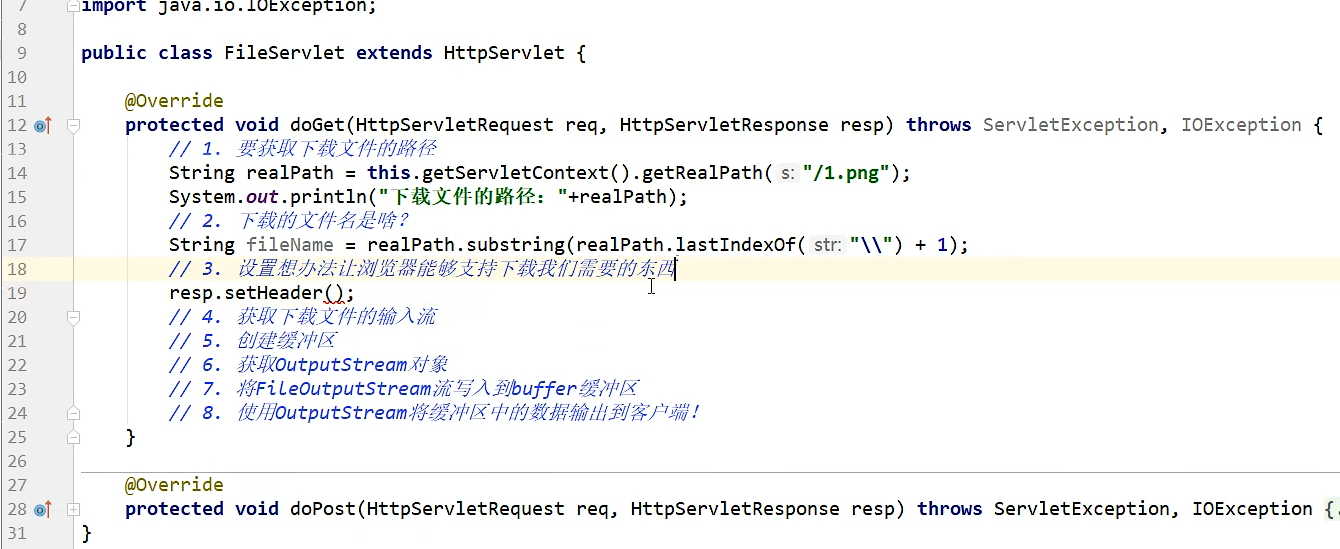 7 import java.io.IOException;
8
9 public class FileServlet extends HttpServlet {
10
11 @Override
12 protected void doGet(HttpServletRequest req, HttpServletResponse resp) throws ServletException, IOException {
13 // 1. 要获取下载文件的路径
14 String realPath = this.getServletContext().getRealPath( s: "/1.png");
15 System.out.println("下载文件的路径："+realPath);
16 // 2. 下载的文件名是啥？
17 String fileName = realPath.substring(realPath.lastIndexOf( str: "\\") + 1);
18 // 3. 设置想办法让浏览器能够支持下载我们需要的东西
19 resp.setHeader();
20 // 4. 获取下载文件的输入流
21 // 5. 创建缓冲区
22 // 6. 获取OutputStream对象
23 // 7. 将FileOutputStream流写入到buffer缓冲区
24 // 8. 使用OutputStream将缓冲区中的数据输出到客户端！
25 }
26
27 @Override
28 protected void doPost(HttpServletRequest req, HttpServletResponse resp) throws ServletException, IOException {
31 }